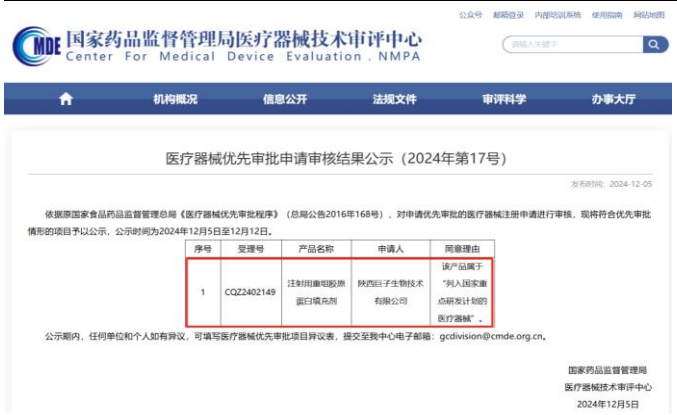 公众号 邮箱登录 内部培训系统 使用指南 网站地图
CMDE 国家药品监督管理局医疗器械技术审评中心
Center For Medical Device Evaluation . NMPA
请输入关键字
机构概况 信息公开 法规文件 审评科学 办事大厅
医疗器械优先审批申请审核结果公示（2024年第17号）
发布时间：2024-12-05
依据原国家食品药品监督管理总局《医疗器械优先审批程序》（总局公告2016年168号），对申请优先审批的医疗器械注册申请进行审核，现将符合优先审批
情形的项目予以公示，公示时间为2024年12月5日至12月12日。
序号 受理号 产品名称 申请人 同意理由
1 CQZ2402149 注射用重组胶原蛋白填充剂 陕西巨子生物技术有限公司 该产品属于“列入国家重点研发计划的医疗器械”。
公示期内，任何单位和个人如有异议，可填写医疗器械优先审批项目异议表，提交至我中心电子邮箱：gcdivision@cmde.org.cn。
国家药品监督管理局
医疗器械技术审评中心
2024年12月5日